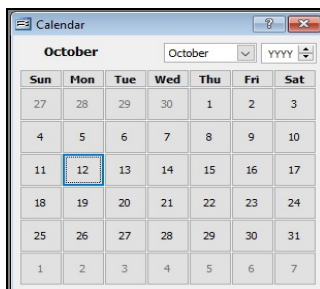 Calendar
?
October
October
YYYY
Sun Mon Tue Wed Thu Fri Sat
27 28 29 30 1 2 3
4 5 6 7 8 9 10
11 12 13 14 15 16 17
18 19 20 21 22 23 24
25 26 27 28 29 30 31
1 2 3 4 5 6 7